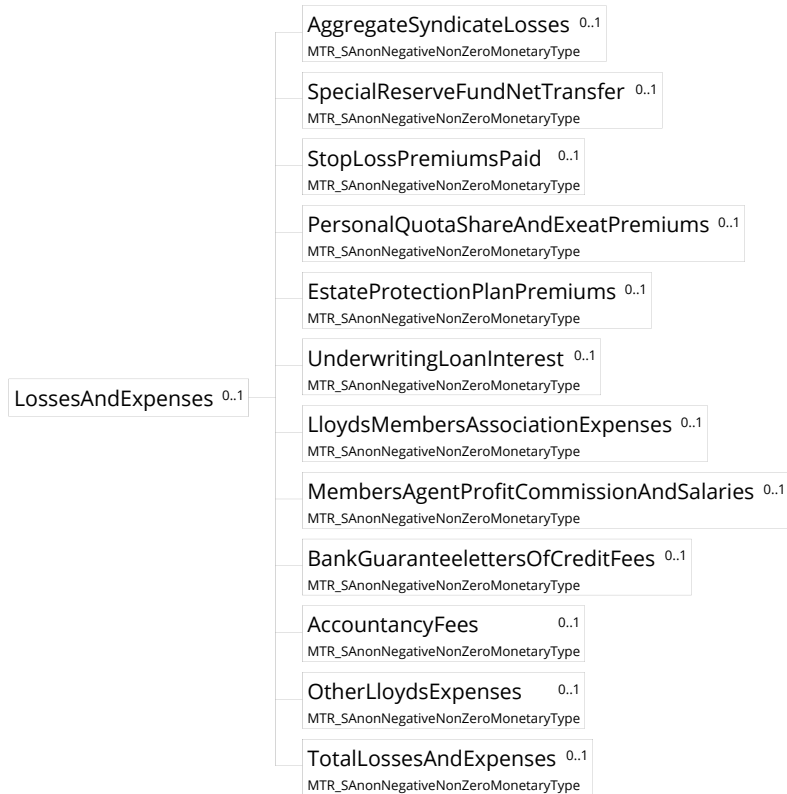 AggregateSyndicateLosses 0..1
MTR_SAnonNegativeNonZeroMonetaryType
SpecialReserveFundNetTransfer 0..1
MTR_SAnonNegativeNonZeroMonetaryType
StopLossPremiumsPaid 0..1
MTR_SAnonNegativeNonZeroMonetaryType
PersonalQuotaShareAndExeatPremiums 0..1
MTR_SAnonNegativeNonZeroMonetaryType
EstateProtectionPlanPremiums 0..1
MTR_SAnonNegativeNonZeroMonetaryType
UnderwritingLoanInterest 0..1
MTR_SAnonNegativeNonZeroMonetaryType
LossesAndExpenses 0..1
LloydsMembersAssociationExpenses 0..1
MTR_SAnonNegativeNonZeroMonetaryType
MembersAgentProfitCommissionAndSalaries 0..1
MTR_SAnonNegativeNonZeroMonetaryType
BankGuaranteelettersOfCreditFees 0..1
MTR_SAnonNegativeNonZeroMonetaryType
AccountancyFees 0..1
MTR_SAnonNegativeNonZeroMonetaryType
OtherLloydsExpenses 0..1
MTR_SAnonNegativeNonZeroMonetaryType
TotalLossesAndExpenses 0..1
MTR_SAnonNegativeNonZeroMonetaryType